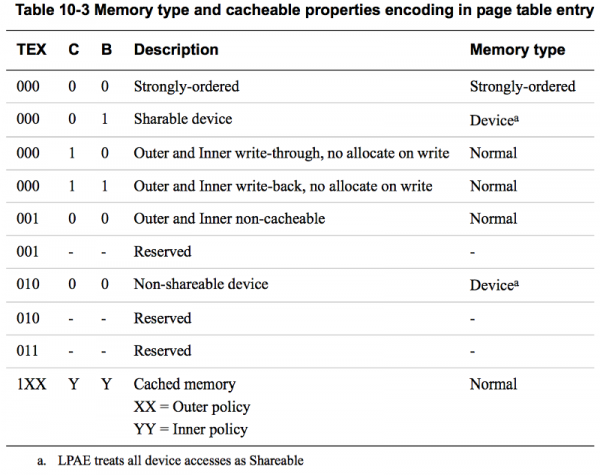 Table 10-3 Memory type and cacheable properties encoding in page table entry
TEX C B Description Memory type
000 0 0 Strongly-ordered Strongly-ordered
000 0 1 Sharable device Deviceᵃ
000 1 0 Outer and Inner write-through, no allocate on write Normal
000 1 1 Outer and Inner write-back, no allocate on write Normal
001 0 0 Outer and Inner non-cacheable Normal
001 - - Reserved -
010 0 0 Non-shareable device Deviceᵃ
010 - - Reserved -
011 - - Reserved -
1XX Y Y Cached memory Normal
XX = Outer policy
YY = Inner policy
a. LPAE treats all device accesses as Shareable